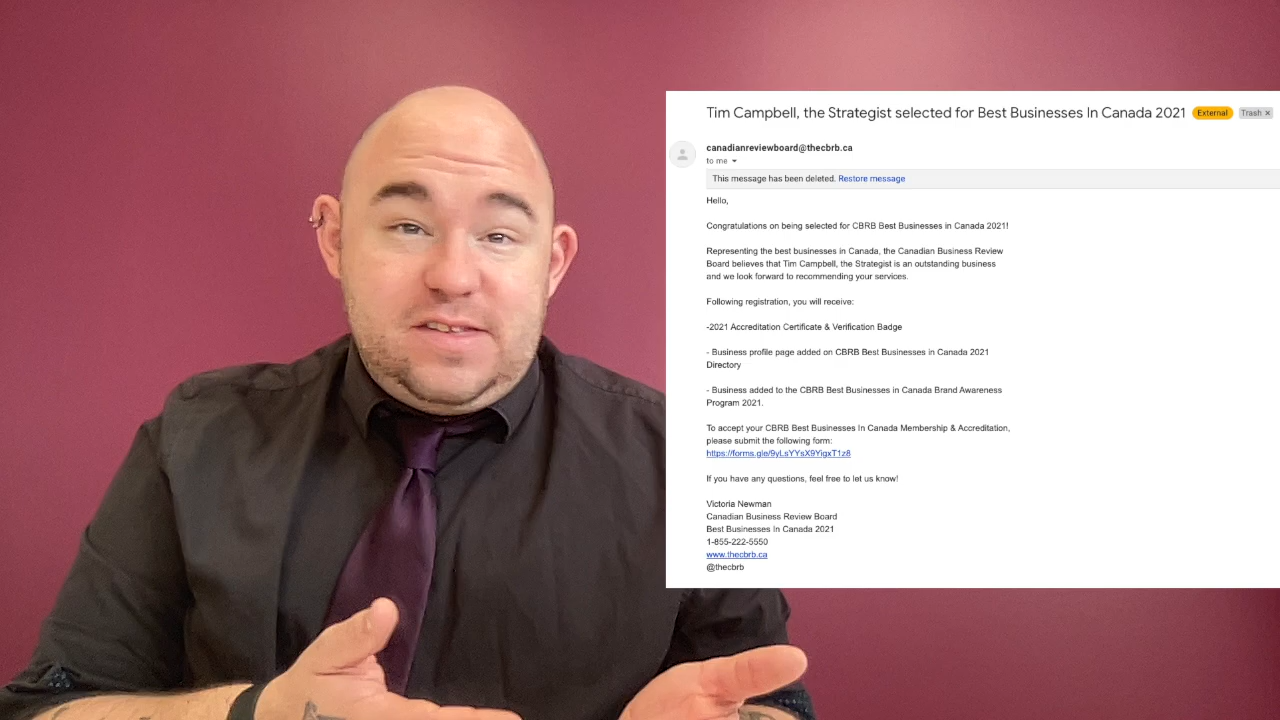 Tim Campbell, the Strategist selected for Best Businesses In Canada 2021 External Trash ×
canadianreviewboard@thecbrb.ca
to me
This message has been deleted. Restore message
Hello,
Congratulations on being selected for CBRB Best Businesses in Canada 2021!
Representing the best businesses in Canada, the Canadian Business Review
Board believes that Tim Campbell, the Strategist is an outstanding business
and we look forward to recommending your services.
Following registration, you will receive:
-2021 Accreditation Certificate & Verification Badge
- Business profile page added on CBRB Best Businesses in Canada 2021
Directory
- Business added to the CBRB Best Businesses in Canada Brand Awareness
Program 2021.
To accept your CBRB Best Businesses In Canada Membership & Accreditation,
please submit the following form:
https://forms.gle/9yLsYYsX9YigxT1z8
If you have any questions, feel free to let us know!
Victoria Newman
Canadian Business Review Board
Best Businesses In Canada 2021
1-855-222-5550
www.thecbrb.ca
@thecbrb